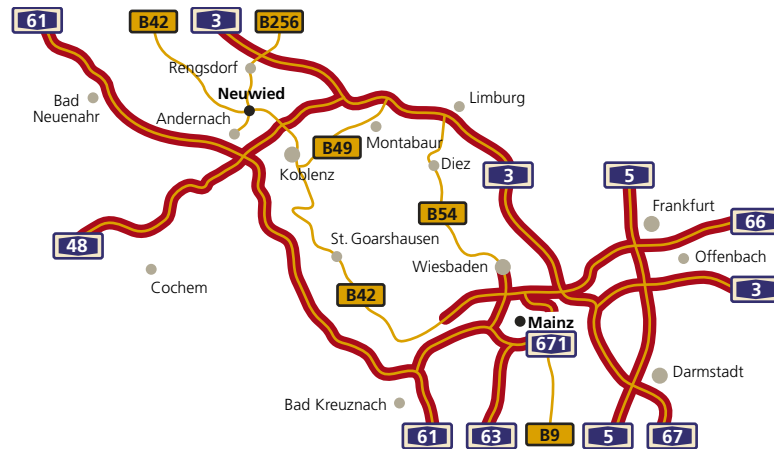 61
B42
3
B256
Rengsdorf
Neuwied
Bad
Neuenahr
Andernach
Limburg
B49
Montabaur
Koblenz
Diez
3
5
Frankfurt
66
B54
48
St. Goarshausen
Wiesbaden
Offenbach
Cochem
B42
3
Mainz
671
Darmstadt
Bad Kreuznach
61
63
B9
5
67